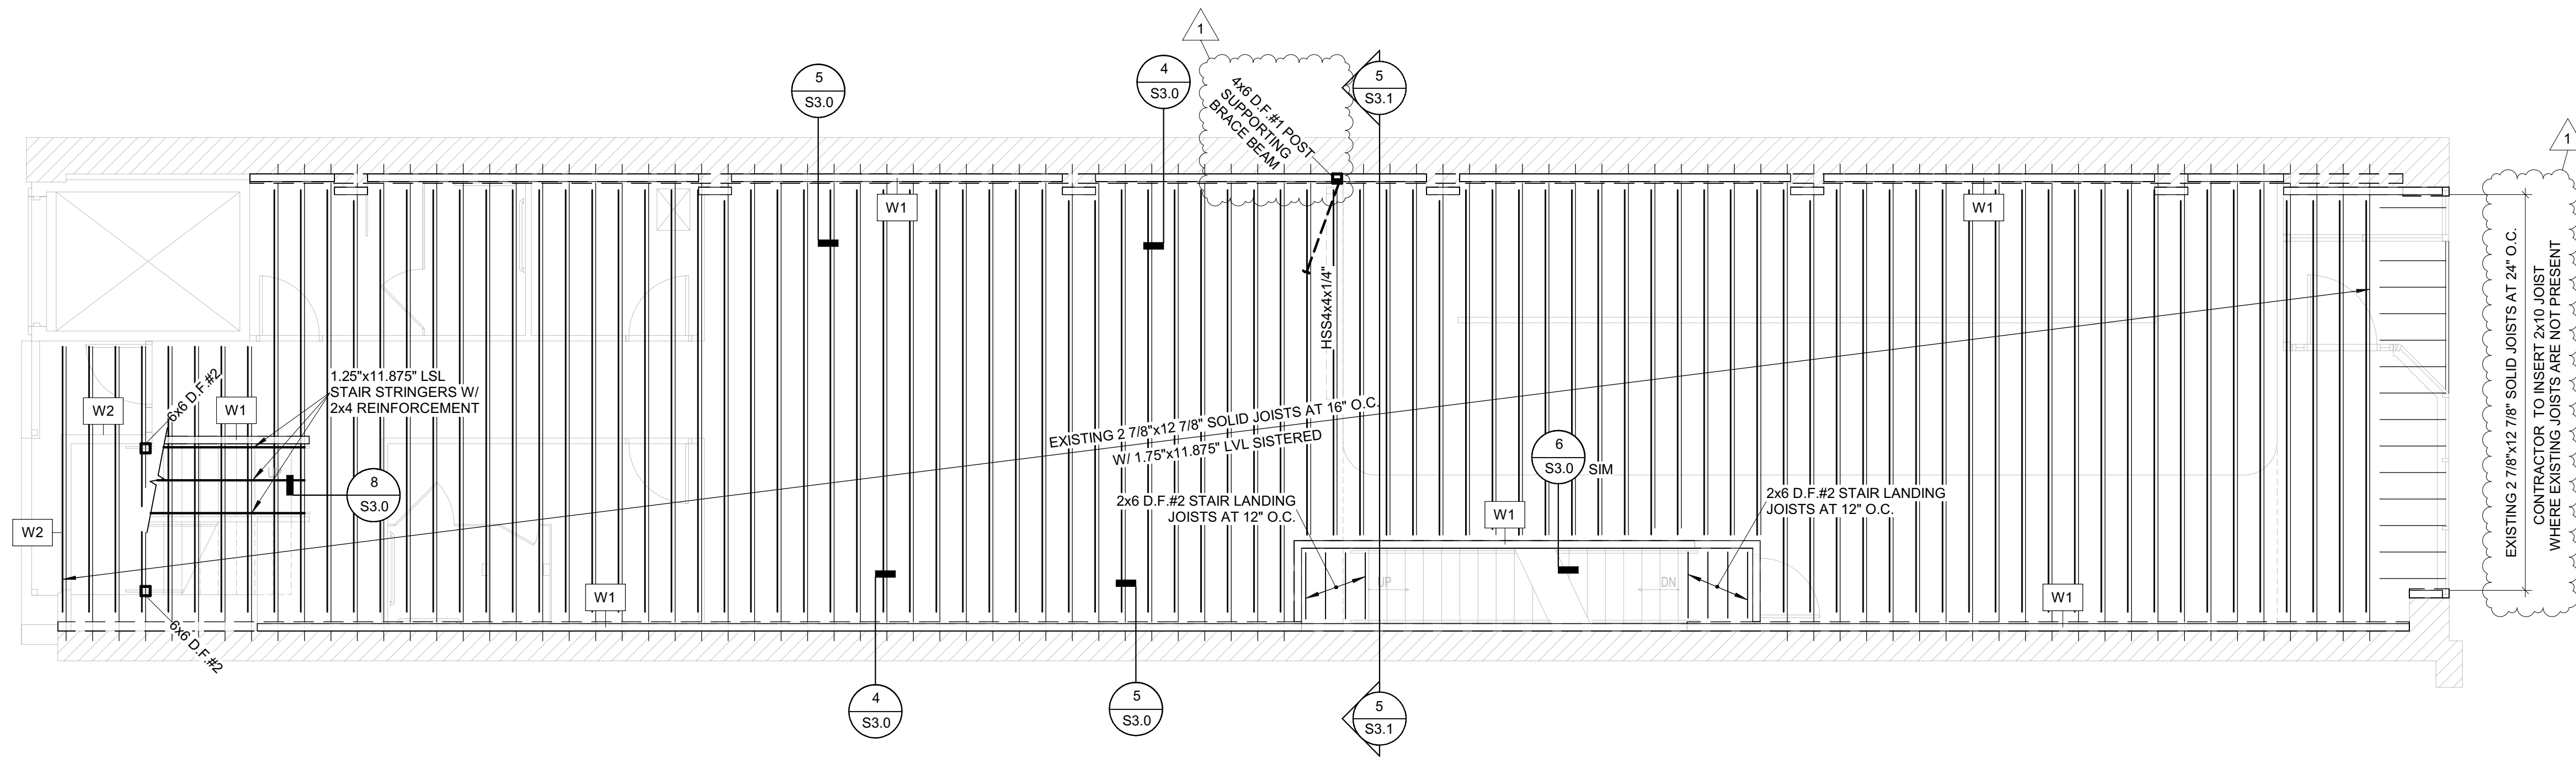 1
5
S3.0
4
S3.0
4x6 D.F.#1 POST
SUPPORTING
BRACE BEAM
5
S3.1
1
W1
W1
HSS4x4x1/4"
EXISTING 2 7/8"x12 7/8" SOLID JOISTS AT 24" O.C.
CONTRACTOR TO INSERT 2x10 JOIST
WHERE EXISTING JOISTS ARE NOT PRESENT
1.25"x11.875" LSL
STAIR STRINGERS W/
2x4 REINFORCEMENT
W2
6x6 D.F.#2
W1
EXISTING 2 7/8"x12 7/8" SOLID JOISTS AT 16" O.C.
W/ 1.75"x11.875" LVL SISTERED
6
S3.0
SIM
8
S3.0
2x6 D.F.#2 STAIR LANDING
JOISTS AT 12" O.C.
W1
2x6 D.F.#2 STAIR LANDING
JOISTS AT 12" O.C.
W2
UP
DN
W1
W1
6x6 D.F.#2
4
S3.0
5
S3.0
5
S3.1